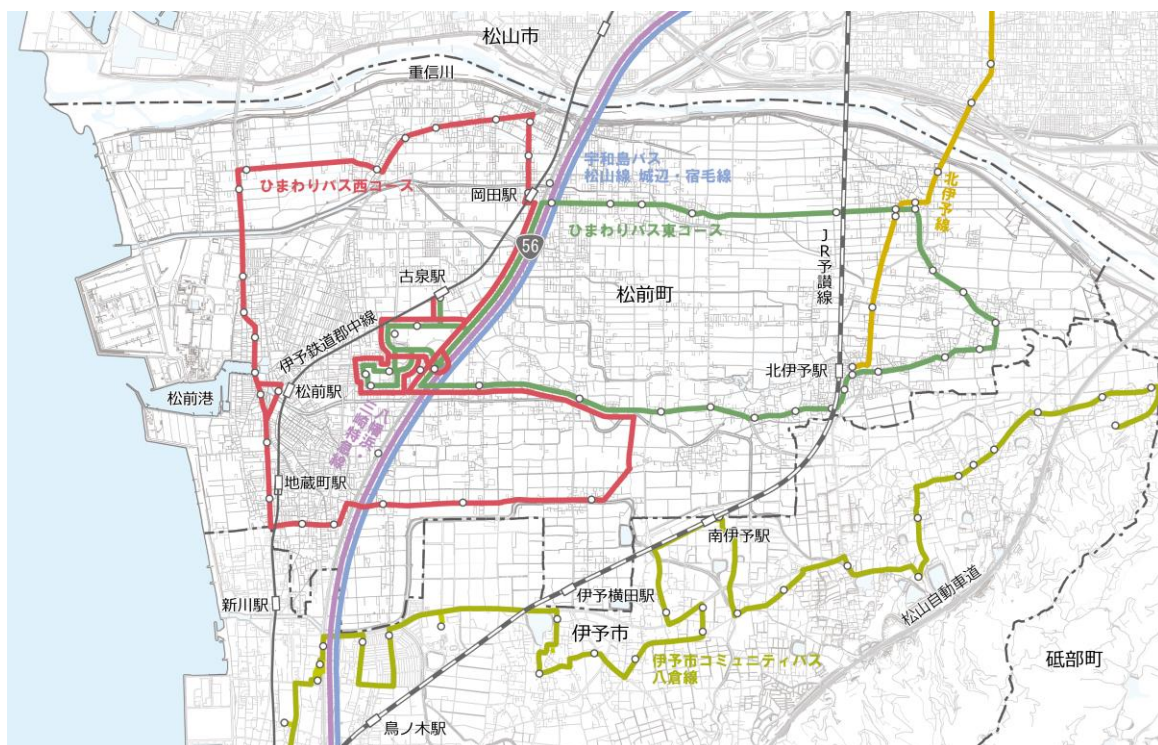 松山市
重信川
宇和島バス
松山線 城辺・宿毛線
ひまわりバス西コース
岡田駅
北伊予線
ひまわりバス東コース
56
JR予讃線
古泉駅
松前町
伊予鉄道郡中線
北伊予駅
松前港
松前駅
八幡浜・
三崎特急線
地蔵町駅
南伊予駅
新川駅
伊予横田駅
松山自動車道
伊予市
伊予市コミュニティバス
八倉線
砥部町
鳥ノ木駅